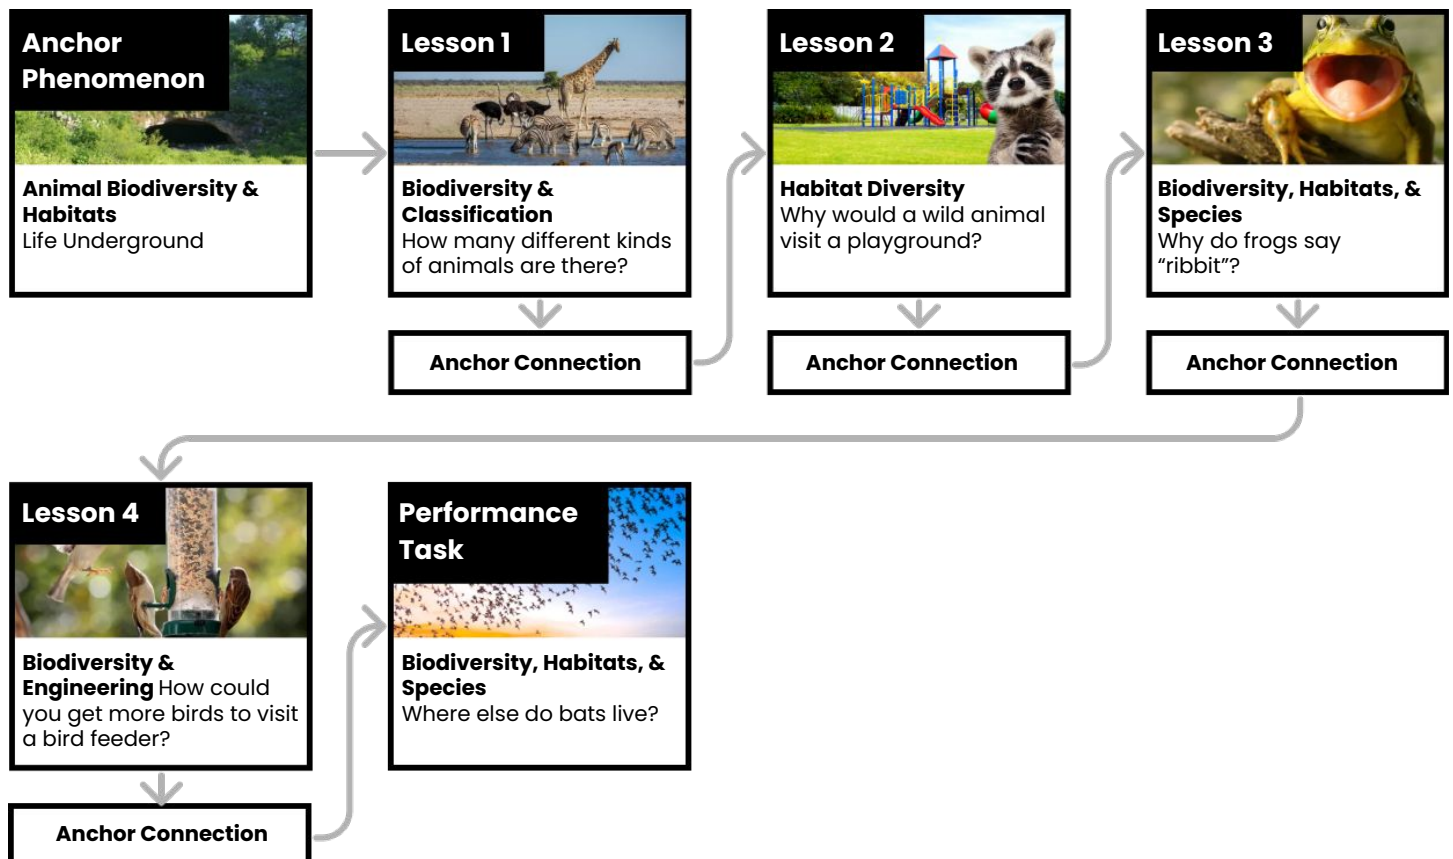 Anchor
Phenomenon
Animal Biodiversity &
Habitats
Life Underground
Lesson 1
Biodiversity &
Classification
How many different kinds
of animals are there?
Anchor Connection
Lesson 2
Habitat Diversity
Why would a wild animal
visit a playground?
Anchor Connection
Lesson 3
Biodiversity, Habitats, &
Species
Why do frogs say
“ribbit”?
Anchor Connection
Lesson 4
Biodiversity &
Engineering How could
you get more birds to visit
a bird feeder?
Anchor Connection
Performance
Task
Biodiversity, Habitats, &
Species
Where else do bats live?